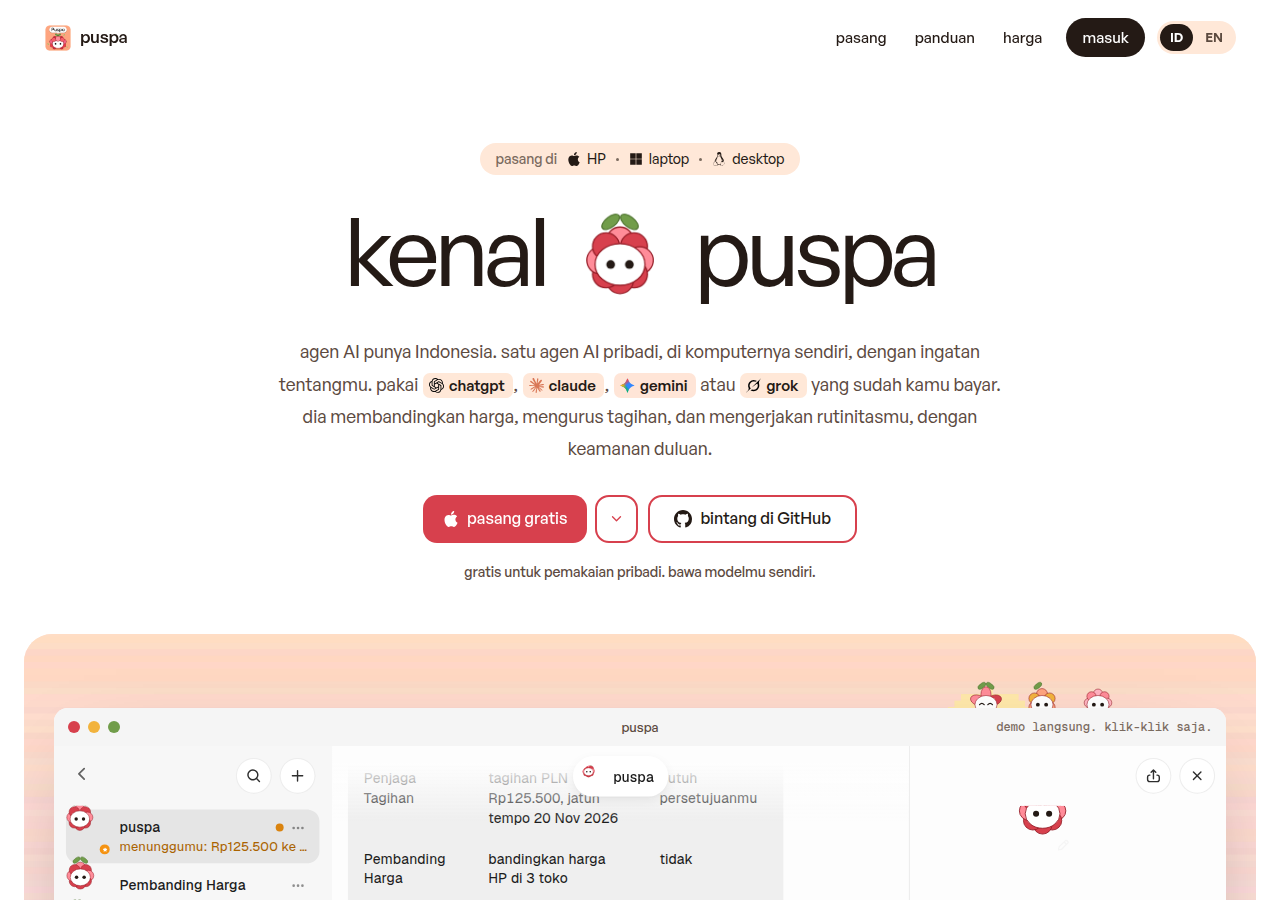 puspa
pasang
panduan
harga
masuk
ID
EN
pasang di HP · laptop · desktop
kenal puspa
agen AI punya Indonesia. satu agen AI pribadi, di komputernya sendiri, dengan ingatan
tentangmu. pakai chatgpt, claude, gemini atau grok yang sudah kamu bayar.
dia membandingkan harga, mengurus tagihan, dan mengerjakan rutinitasmu, dengan
keamanan duluan.
pasang gratis
bintang di GitHub
gratis untuk pemakaian pribadi. bawa modelmu sendiri.
puspa
demo langsung. klik-klik saja.
puspa
menunggumu: Rp125.500 ke …
Pembanding Harga
puspa
Penjaga
Tagihan
tagihan PLN
Rp125.500, jatuh
tempo 20 Nov 2026
persetujuanmu
Pembanding
Harga
bandingkan harga
HP di 3 toko
tidak